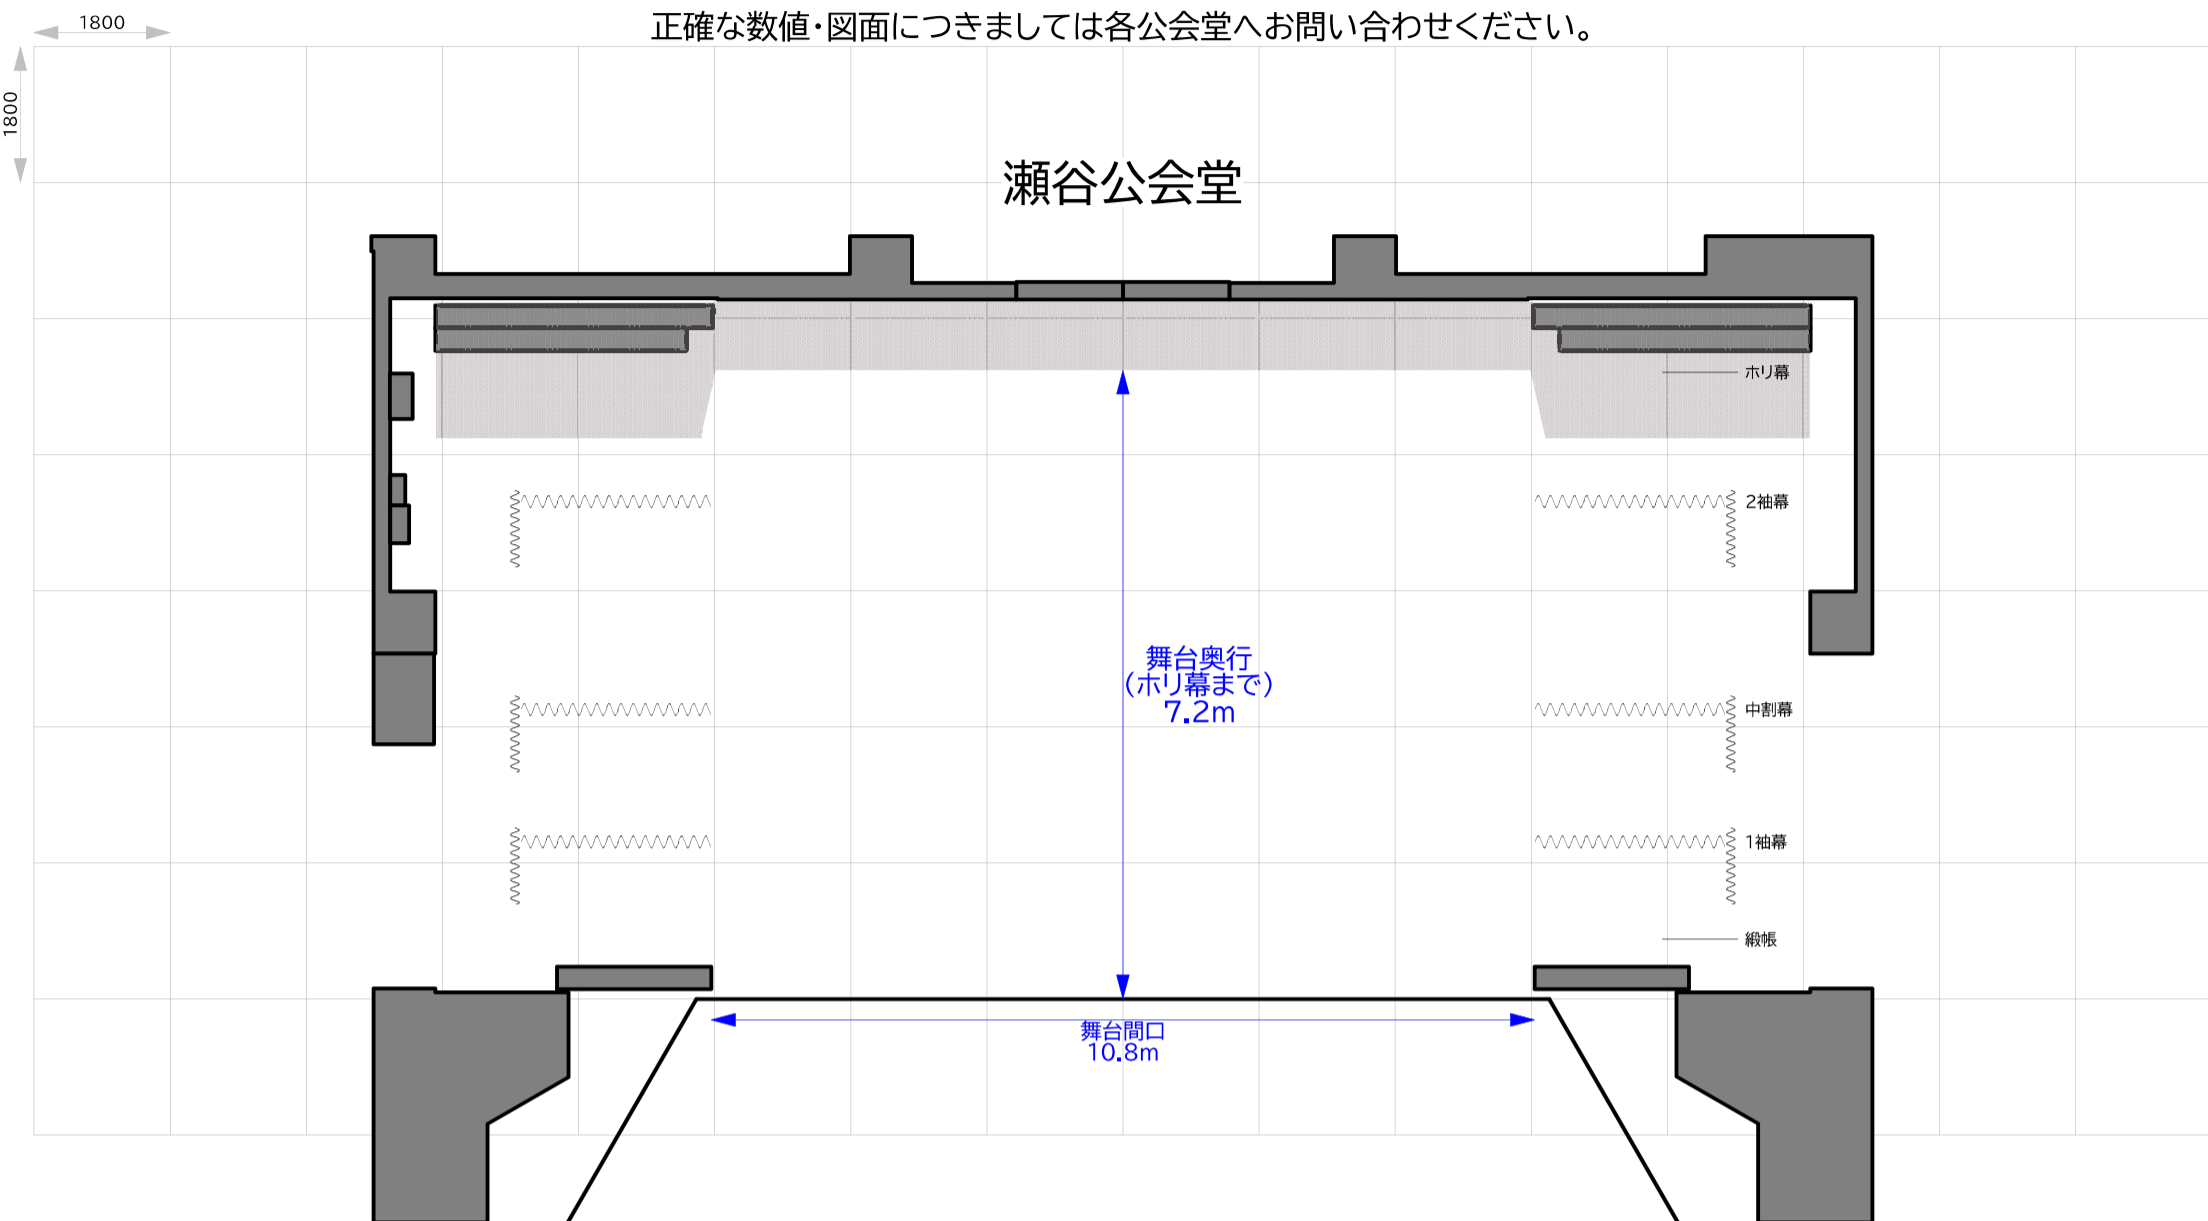 正確な数値・図面につきましては各公会堂へお問い合わせください。
1800
1800
瀬谷公会堂
ホリ幕
2袖幕
舞台奥行
(ホリ幕まで)
7.2m
中割幕
1袖幕
緞帳
舞台間口
10.8m